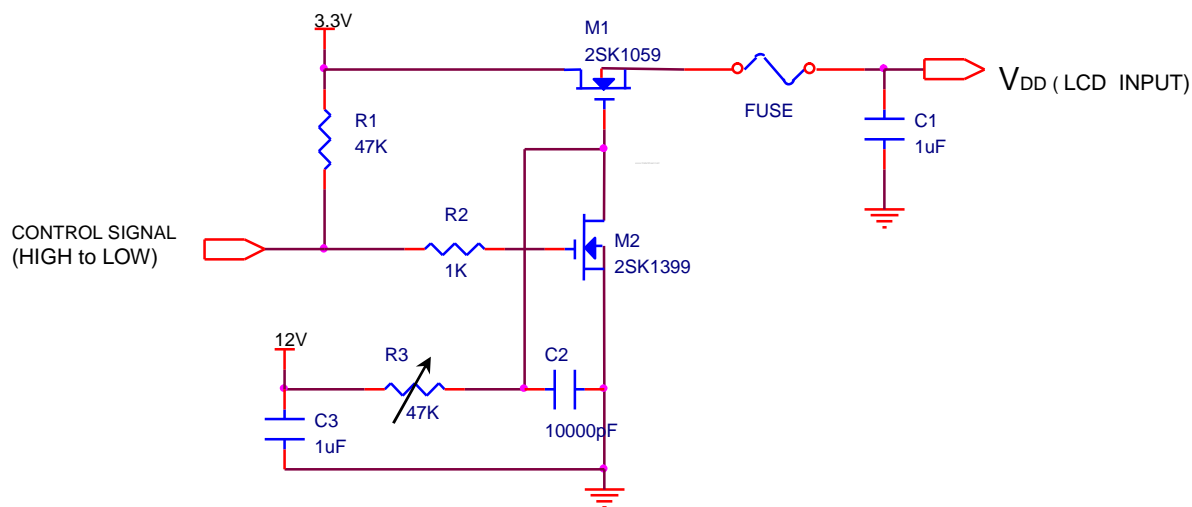 3.3V
M1
2SK1059
R1
47K
FUSE
VDD ( LCD INPUT)
C1
1uF
CONTROL SIGNAL
(HIGH to LOW)
R2
1K
M2
2SK1399
12V
R3
47K
C2
10000pF
C3
1uF